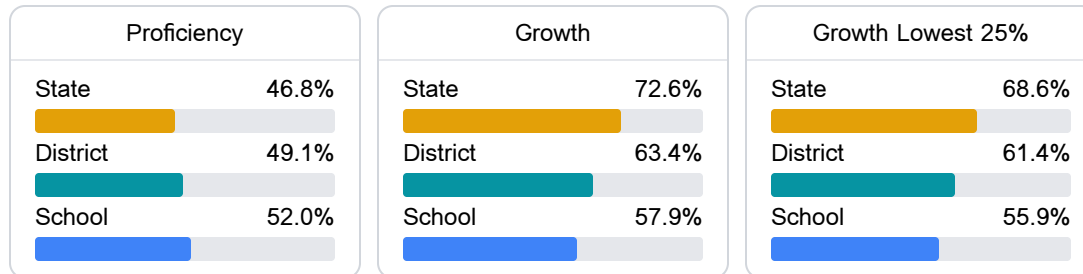 Proficiency
State 46.8%
District 49.1%
School 52.0%
Growth
State 72.6%
District 63.4%
School 57.9%
Growth Lowest 25%
State 68.6%
District 61.4%
School 55.9%